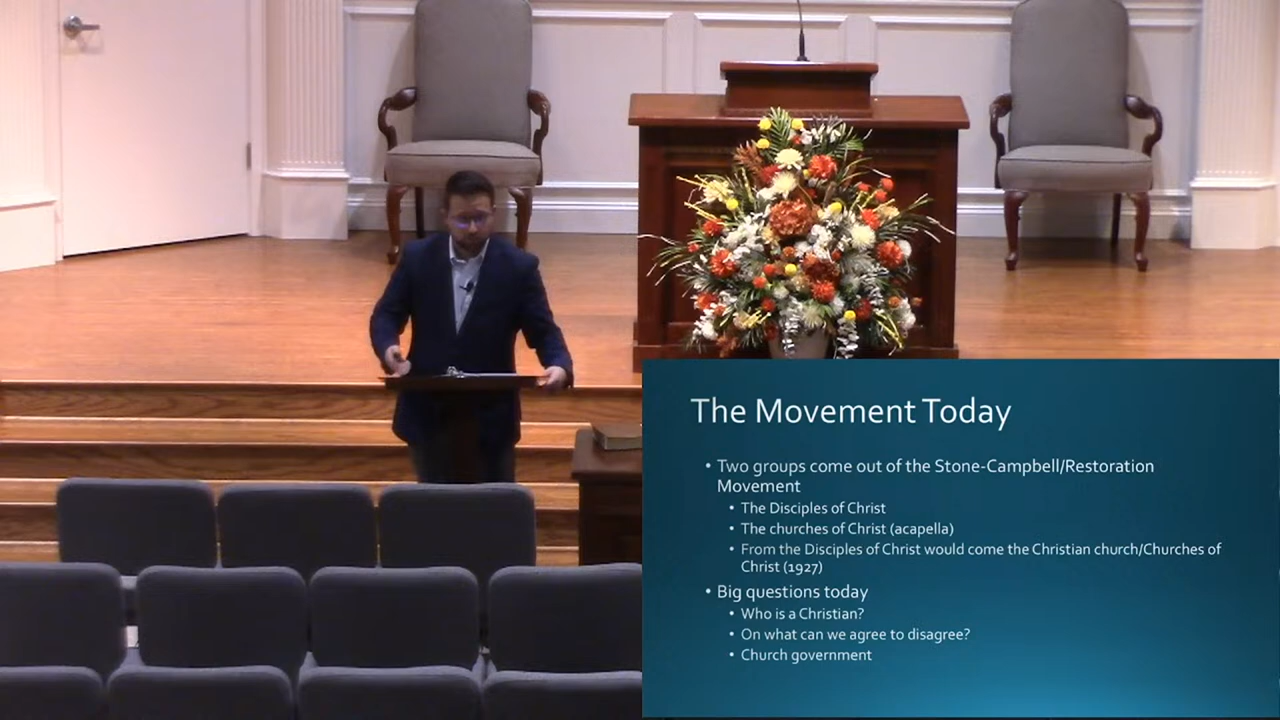 The Movement Today
• Two groups come out of the Stone-Campbell/Restoration
Movement
• The Disciples of Christ
• The churches of Christ (acapella)
• From the Disciples of Christ would come the Christian church/Churches of
Christ (1927)
• Big questions today
• Who is a Christian?
• On what can we agree to disagree?
• Church government